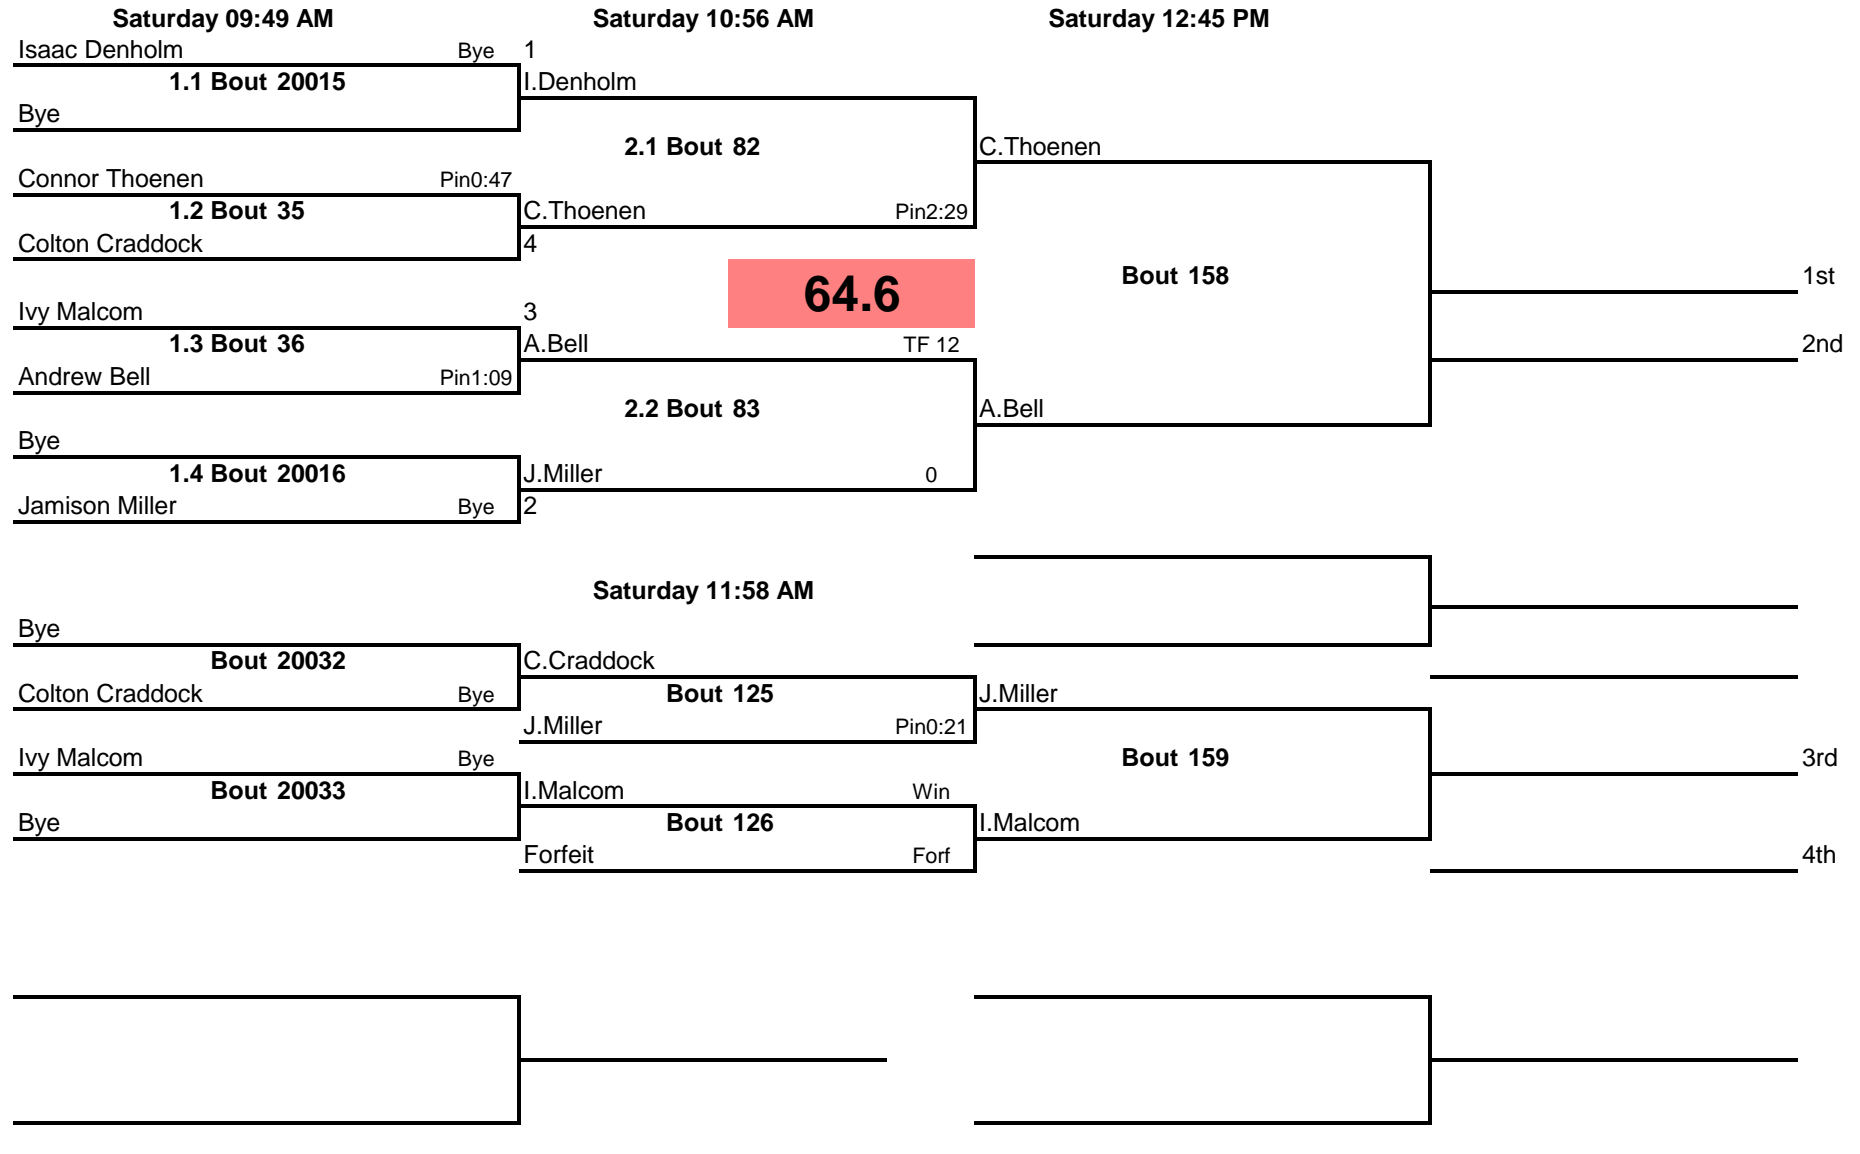 Saturday 09:49 AM Saturday 10:56 AM Saturday 12:45 PM
Isaac Denholm Bye 1
1.1 Bout 20015 I.Denholm
Bye
2.1 Bout 82 C.Thoenen
Connor Thoenen Pin0:47
1.2 Bout 35 C.Thoenen Pin2:29
Colton Craddock 4
64.6 Bout 158 1st
Ivy Malcom 3
1.3 Bout 36 A.Bell TF 12 2nd
Andrew Bell Pin1:09
2.2 Bout 83 A.Bell
Bye
1.4 Bout 20016 J.Miller 0
Jamison Miller Bye 2
Saturday 11:58 AM
Bye
Bout 20032 C.Craddock
Colton Craddock Bye Bout 125 J.Miller
J.Miller Pin0:21
Ivy Malcom Bye Bout 159 3rd
Bout 20033 I.Malcom Win
Bye Bout 126 I.Malcom
Forfeit Forf 4th